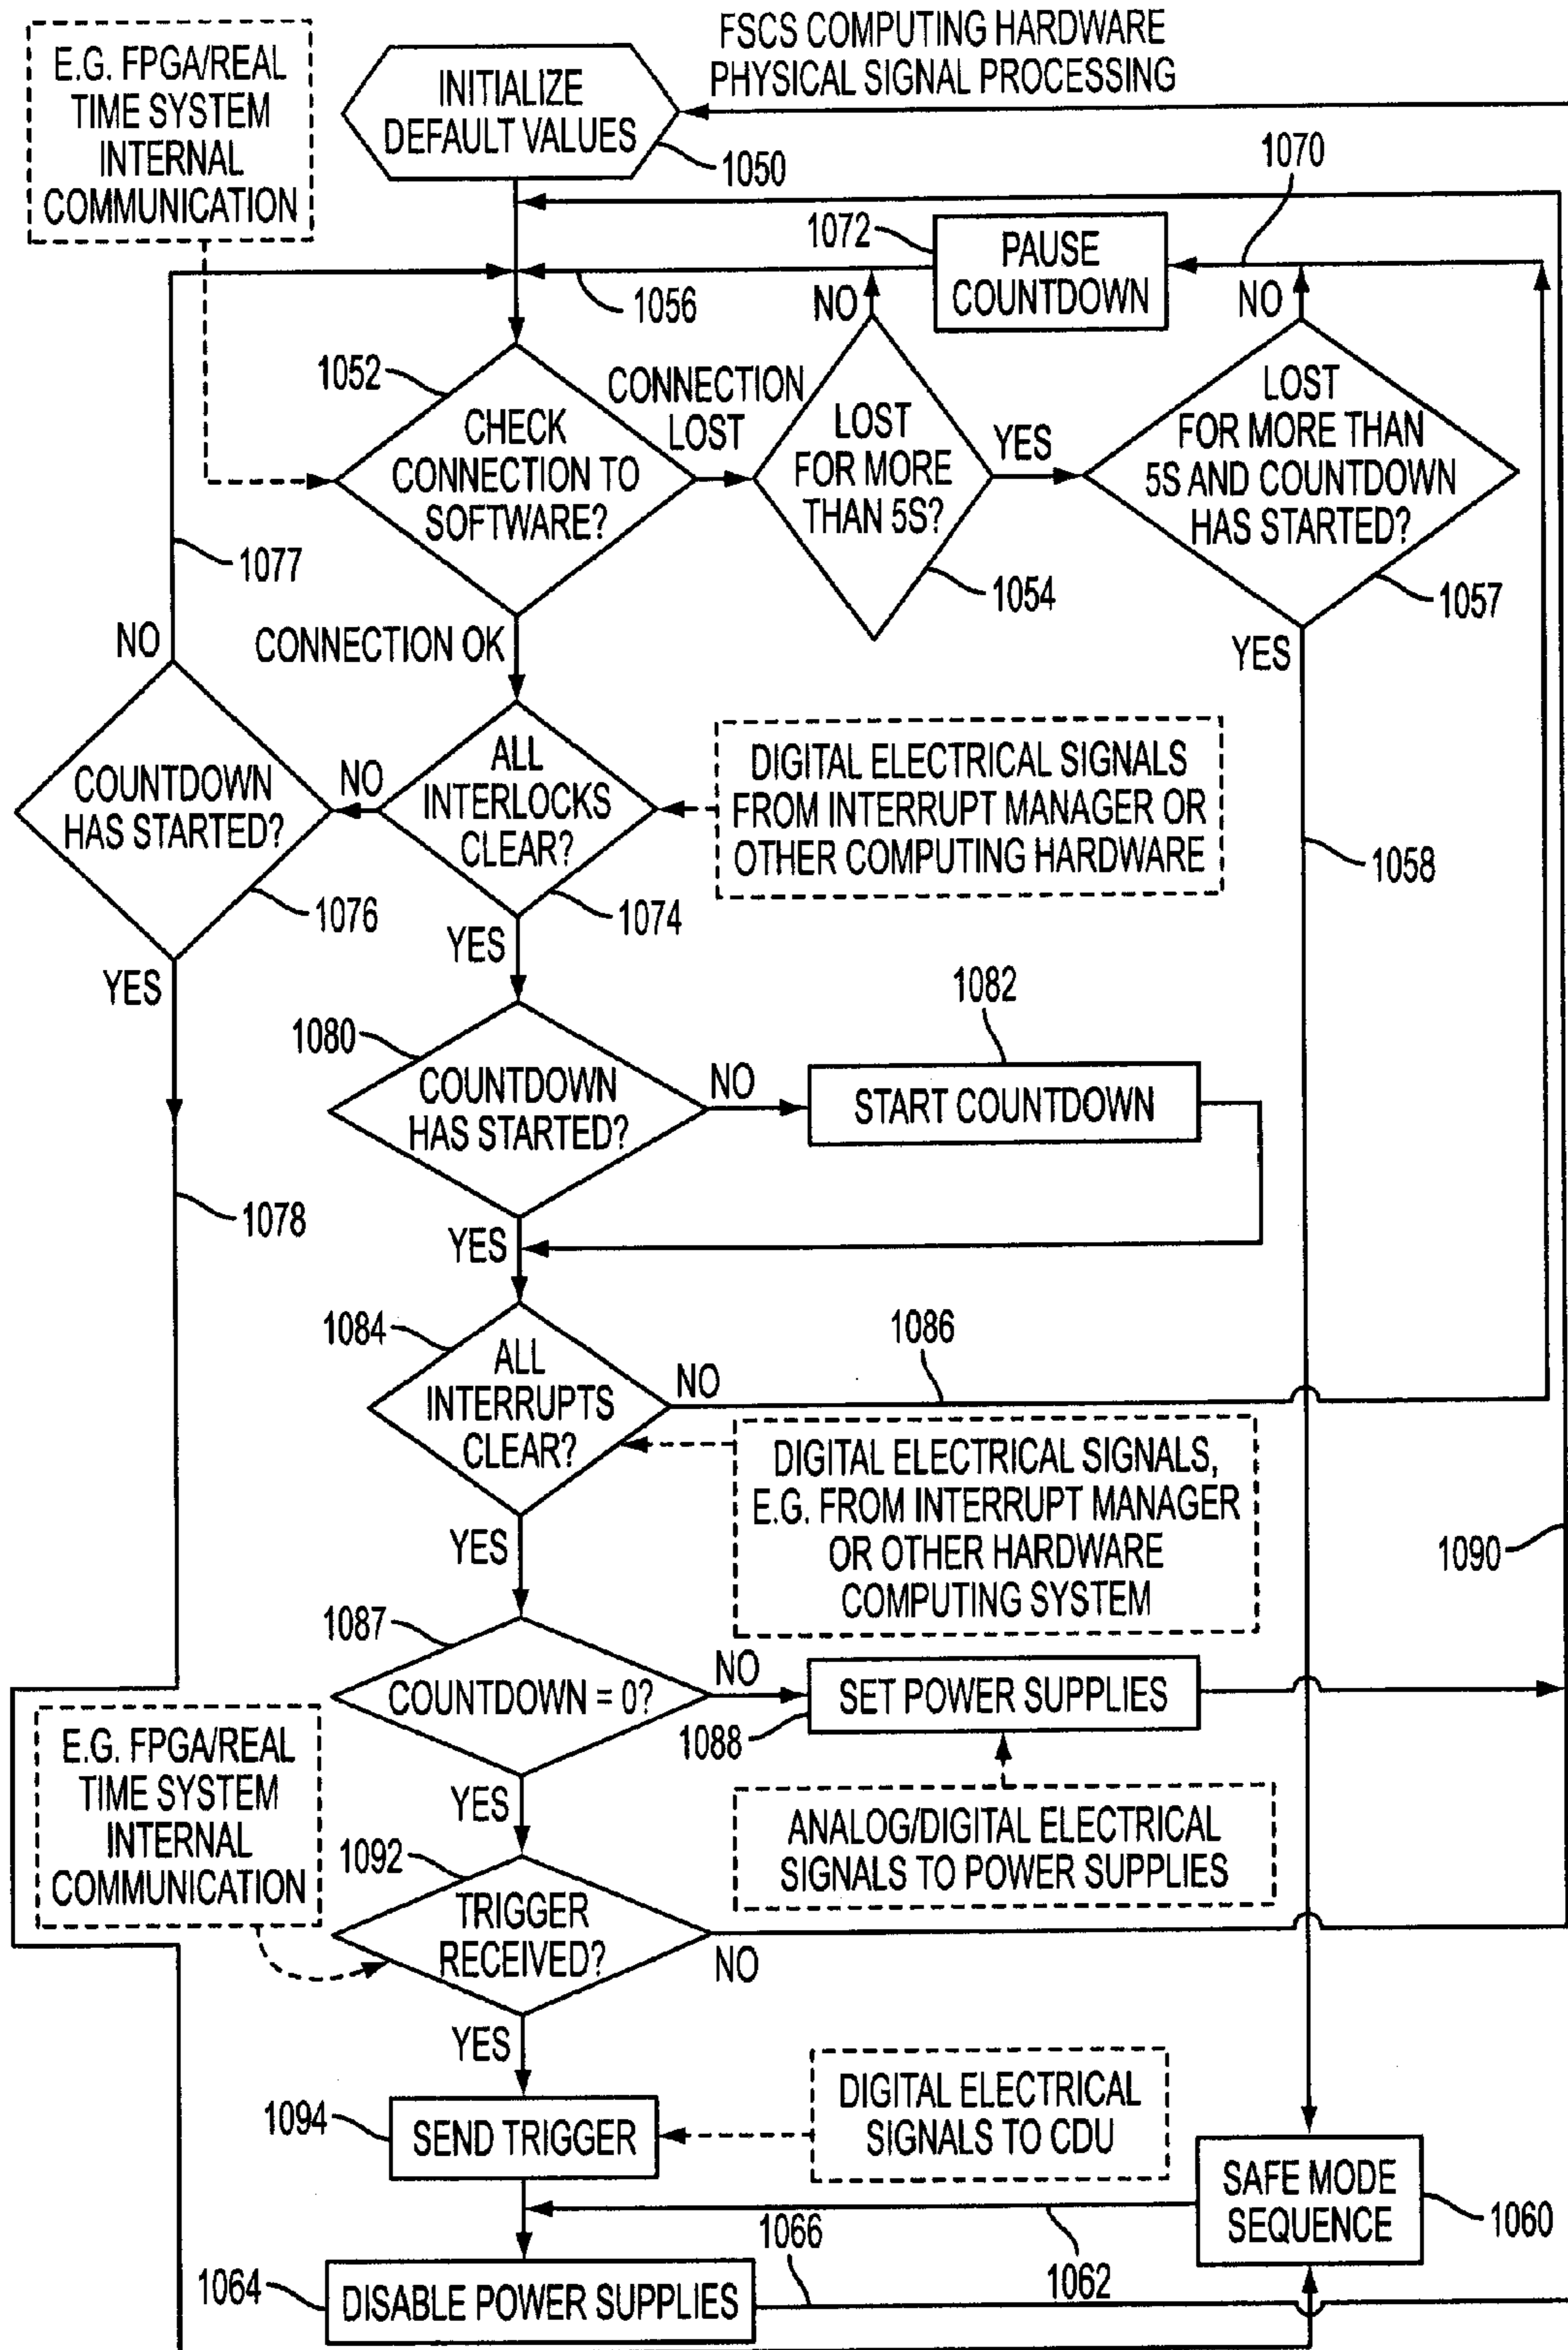 FSCS COMPUTING HARDWARE
PHYSICAL SIGNAL PROCESSING
E.G. FPGA/REAL
TIME SYSTEM
INTERNAL
COMMUNICATION
INITIALIZE
DEFAULT VALUES
1050
1070
1072
PAUSE
COUNTDOWN
1056
NO
NO
1052
CHECK
CONNECTION TO
SOFTWARE?
CONNECTION
LOST
LOST
FOR MORE
THAN 5S?
YES
1054
LOST
FOR MORE THAN
5S AND COUNTDOWN
HAS STARTED?
1057
YES
1077
NO
CONNECTION OK
COUNTDOWN
HAS STARTED?
1076
NO
ALL
INTERLOCKS
CLEAR?
1074
DIGITAL ELECTRICAL SIGNALS
FROM INTERRUPT MANAGER OR
OTHER COMPUTING HARDWARE
1058
YES
YES
1080
COUNTDOWN
HAS STARTED?
NO
1082
START COUNTDOWN
1078
YES
1084
ALL
INTERRUPTS
CLEAR?
NO
1086
DIGITAL ELECTRICAL SIGNALS,
E.G. FROM INTERRUPT MANAGER
OR OTHER HARDWARE
COMPUTING SYSTEM
1090
YES
1087
COUNTDOWN = 0?
NO
SET POWER SUPPLIES
1088
E.G. FPGA/REAL
TIME SYSTEM
INTERNAL
COMMUNICATION
YES
ANALOG/DIGITAL ELECTRICAL
SIGNALS TO POWER SUPPLIES
1092
TRIGGER
RECEIVED?
NO
YES
1094
SEND TRIGGER
DIGITAL ELECTRICAL
SIGNALS TO CDU
SAFE MODE
SEQUENCE
1060
1066
1062
1064
DISABLE POWER SUPPLIES